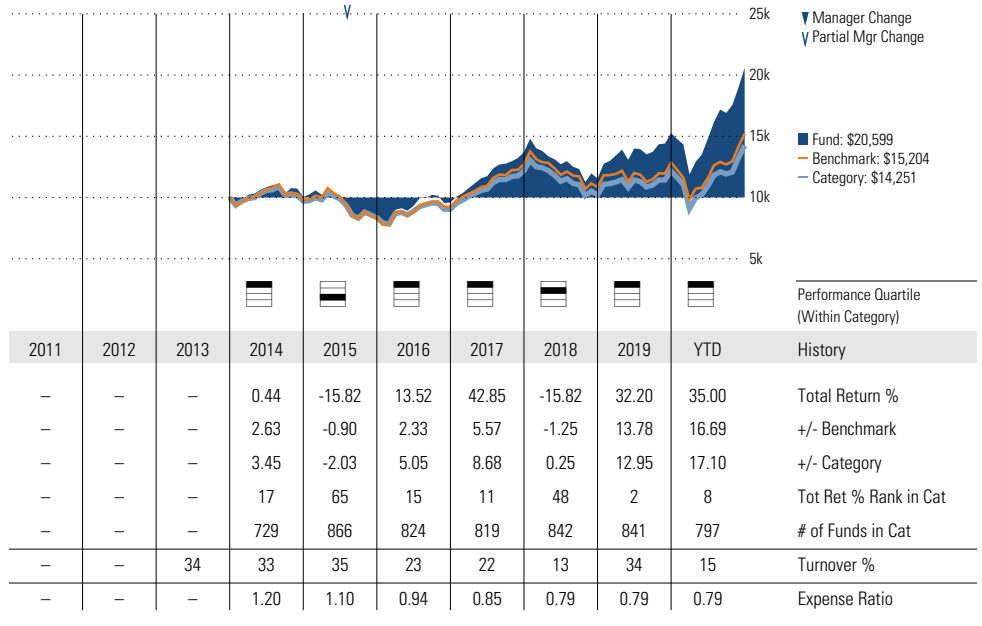 25k
20k
15k
10k
5k
Manager Change
Partial Mgr Change
Fund: $20,599
Benchmark: $15,204
Category: $14,251
Performance Quartile
(Within Category)
2011 2012 2013 2014 2015 2016 2017 2018 2019 YTD History
– – – 0.44 -15.82 13.52 42.85 -15.82 32.20 35.00 Total Return %
– – – 2.63 -0.90 2.33 5.57 -1.25 13.78 16.69 +/- Benchmark
– – – 3.45 -2.03 5.05 8.68 0.25 12.95 17.10 +/- Category
– – – 17 65 15 11 48 2 8 Tot Ret % Rank in Cat
– – – 729 866 824 819 842 841 797 # of Funds in Cat
– – 34 33 35 23 22 13 34 15 Turnover %
– – – 1.20 1.10 0.94 0.85 0.79 0.79 0.79 Expense Ratio